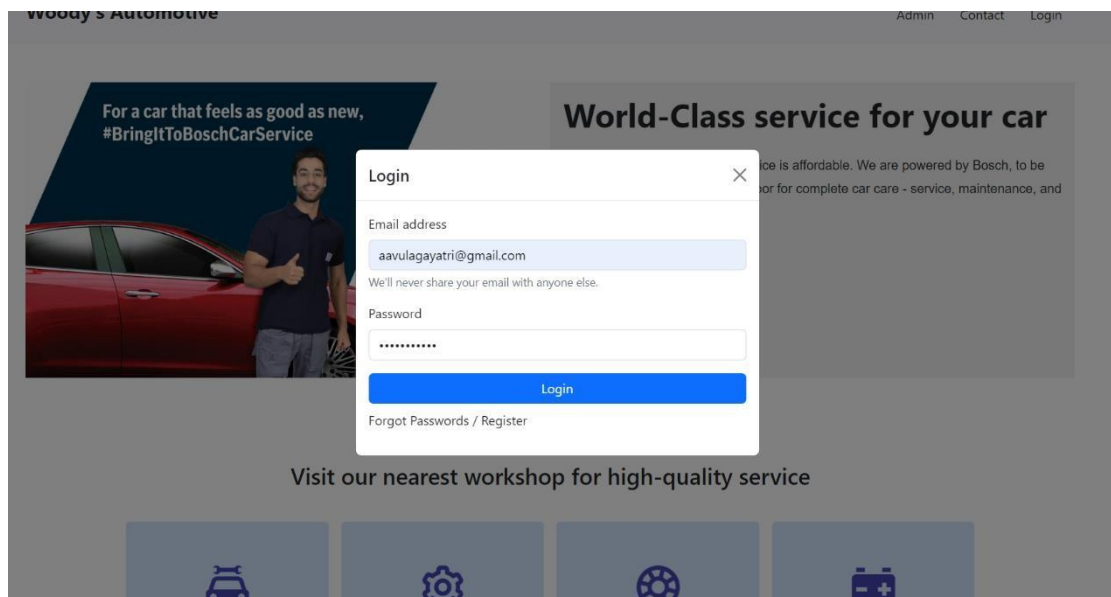 Woody's Automotive
Admin Contact Login
For a car that feels as good as new,
#BringItToBoschCarService
World-Class service for your car
ice is affordable. We are powered by Bosch, to be
for complete car care - service, maintenance, and
Login
Email address
aavulagayatri@gmail.com
We'll never share your email with anyone else.
Password
Login
Forgot Passwords / Register
Visit our nearest workshop for high-quality service